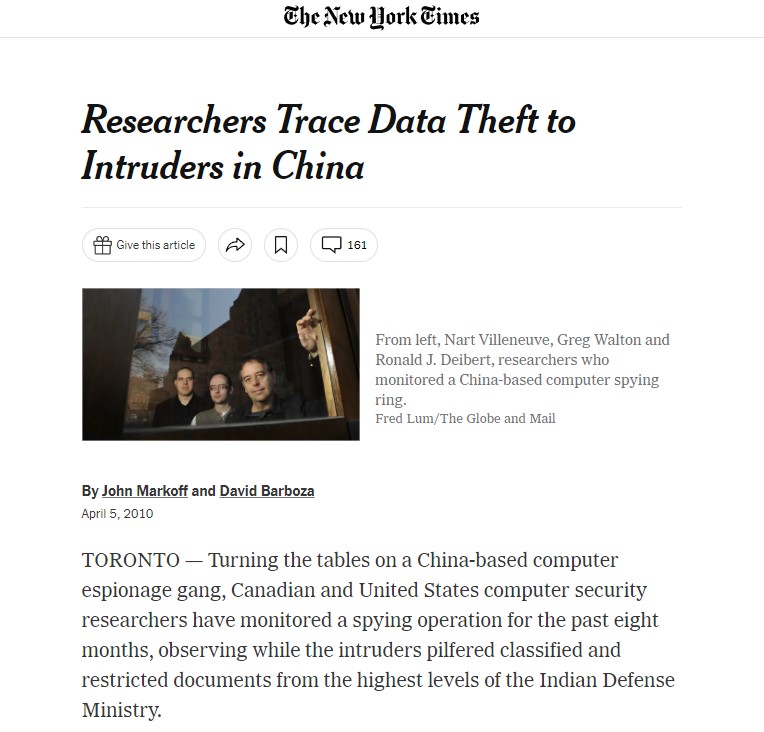 The New York Times
Researchers Trace Data Theft to
Intruders in China
Give this article
161
From left, Nart Villeneuve, Greg Walton and
Ronald J. Deibert, researchers who
monitored a China-based computer spying
ring.
Fred Lum/The Globe and Mail
By John Markoff and David Barboza
April 5, 2010
TORONTO — Turning the tables on a China-based computer
espionage gang, Canadian and United States computer security
researchers have monitored a spying operation for the past eight
months, observing while the intruders pilfered classified and
restricted documents from the highest levels of the Indian Defense
Ministry.